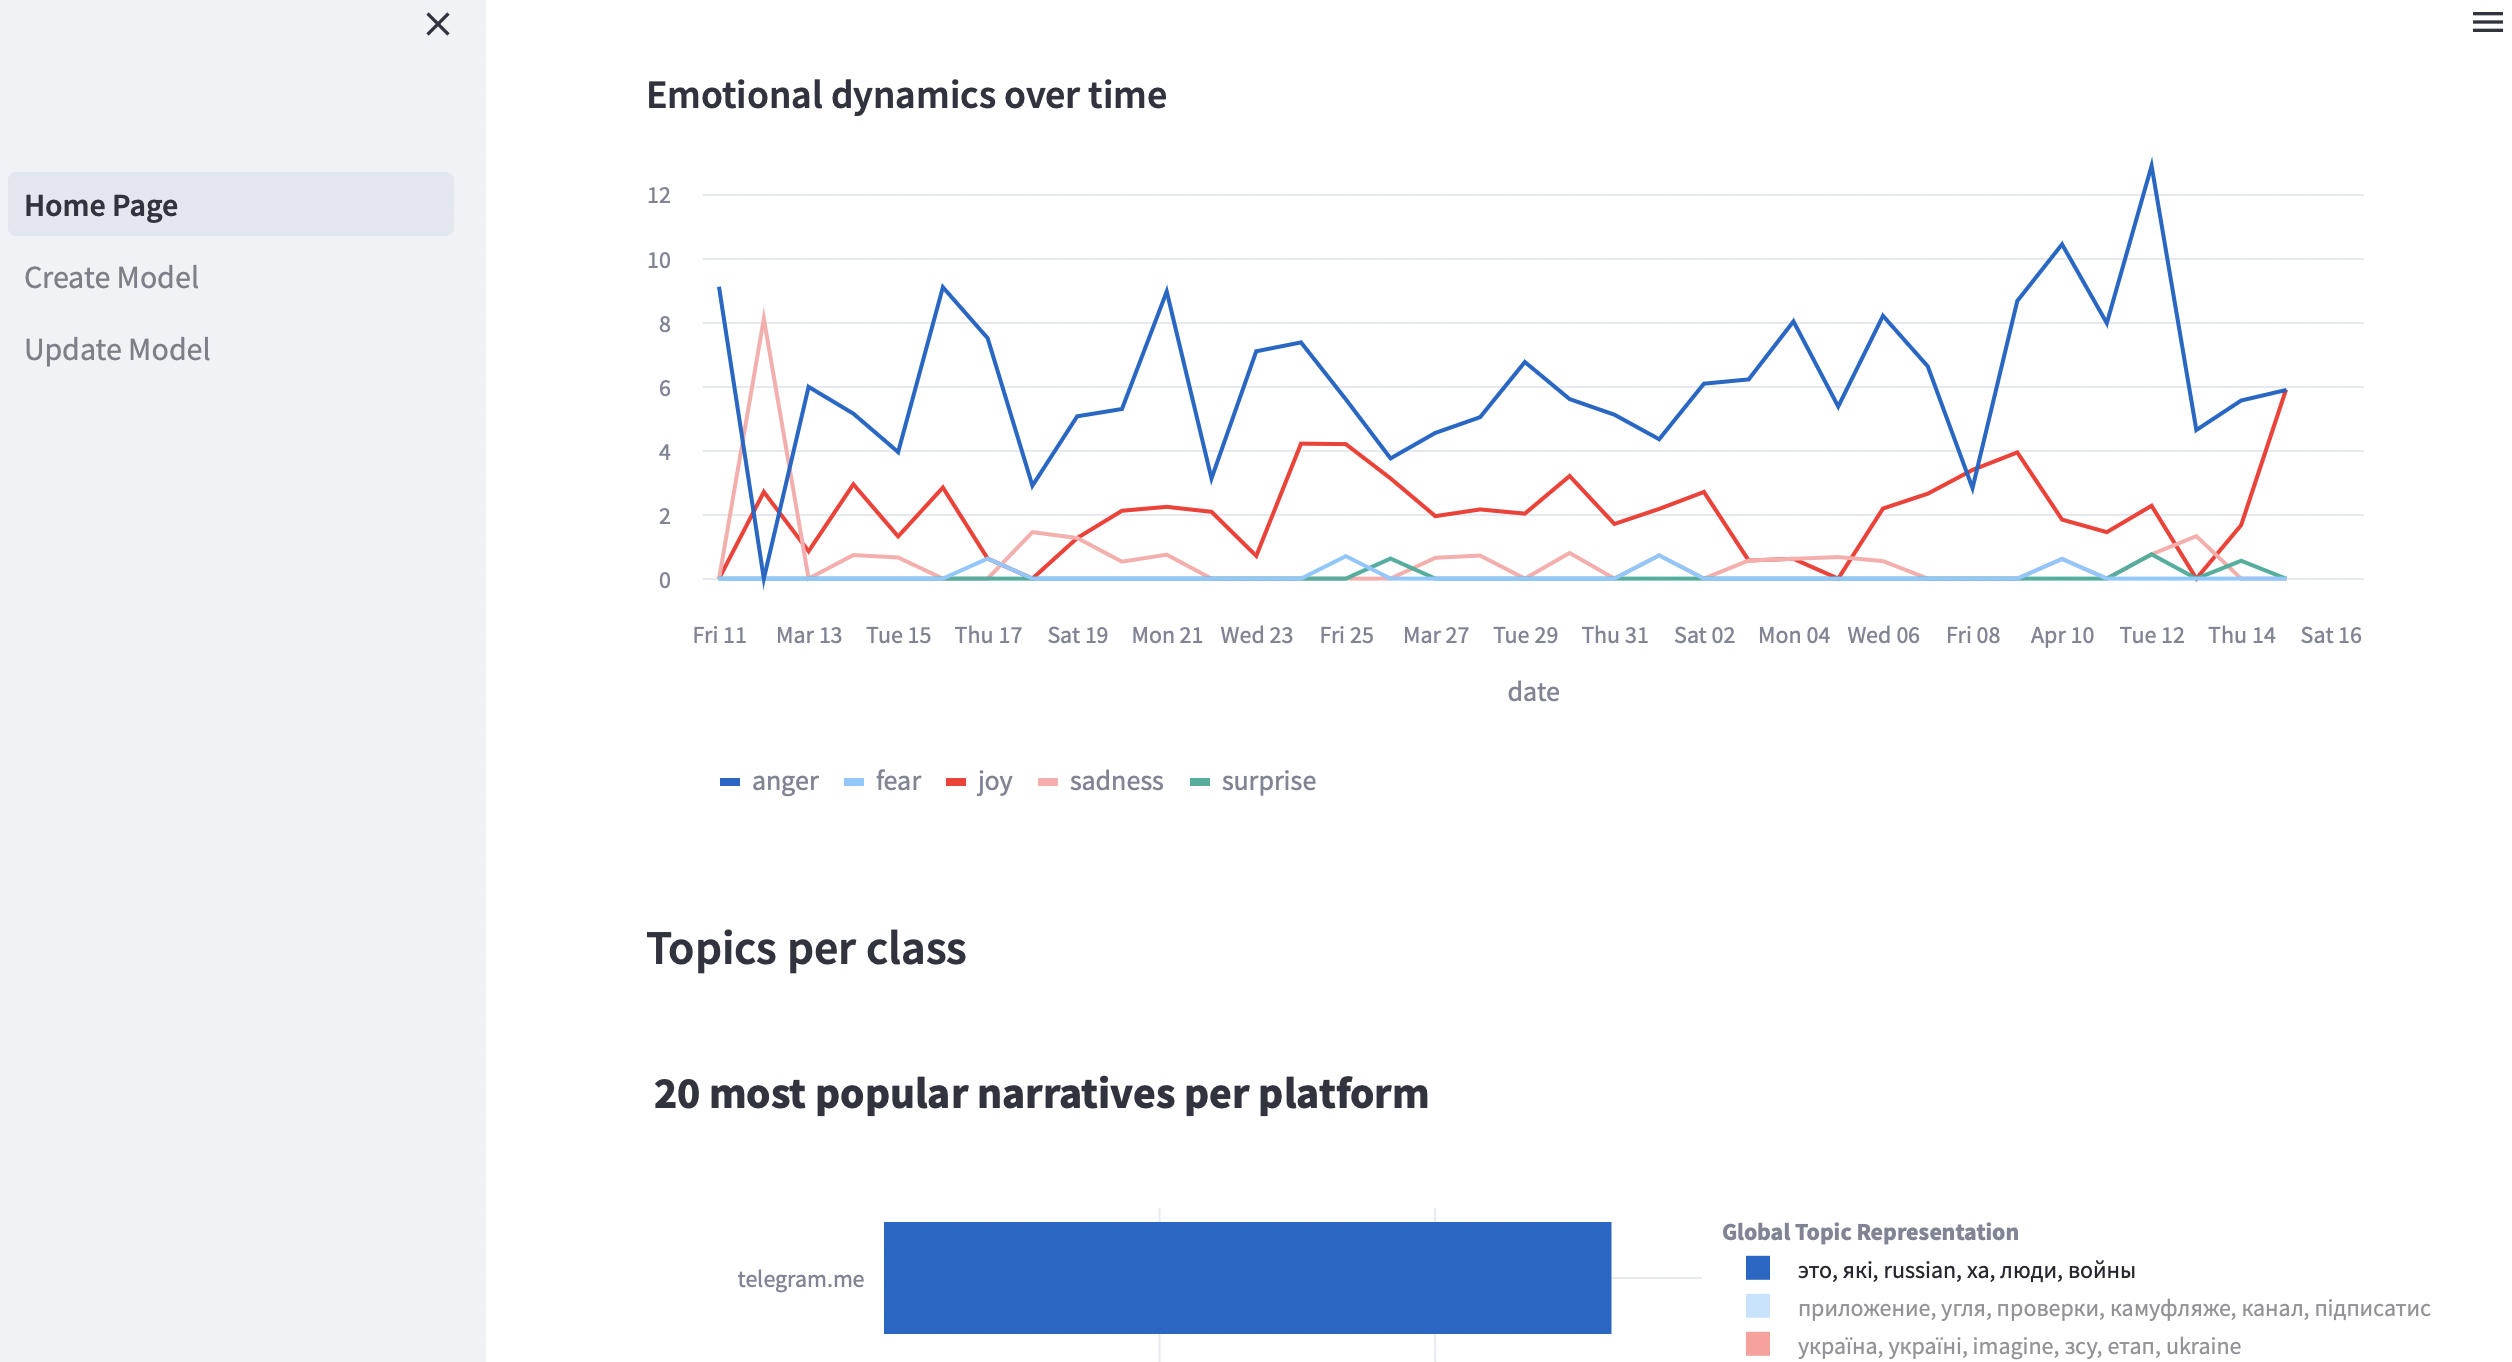 Home Page
Create Model
Update Model
Emotional dynamics over time
12
10
8
6
4
2
0
Fri 11 Mar 13 Tue 15 Thu 17 Sat 19 Mon 21 Wed 23 Fri 25 Mar 27 Tue 29 Thu 31 Sat 02 Mon 04 Wed 06 Fri 08 Apr 10 Tue 12 Thu 14 Sat 16
date
anger fear joy sadness surprise
Topics per class
20 most popular narratives per platform
telegram.me
Global Topic Representation
это, які, russian, ха, люди, войны
приложение, угля, проверки, камуфляже, канал, підписатис
україна, україні, imagine, зсу, етап, ukraine